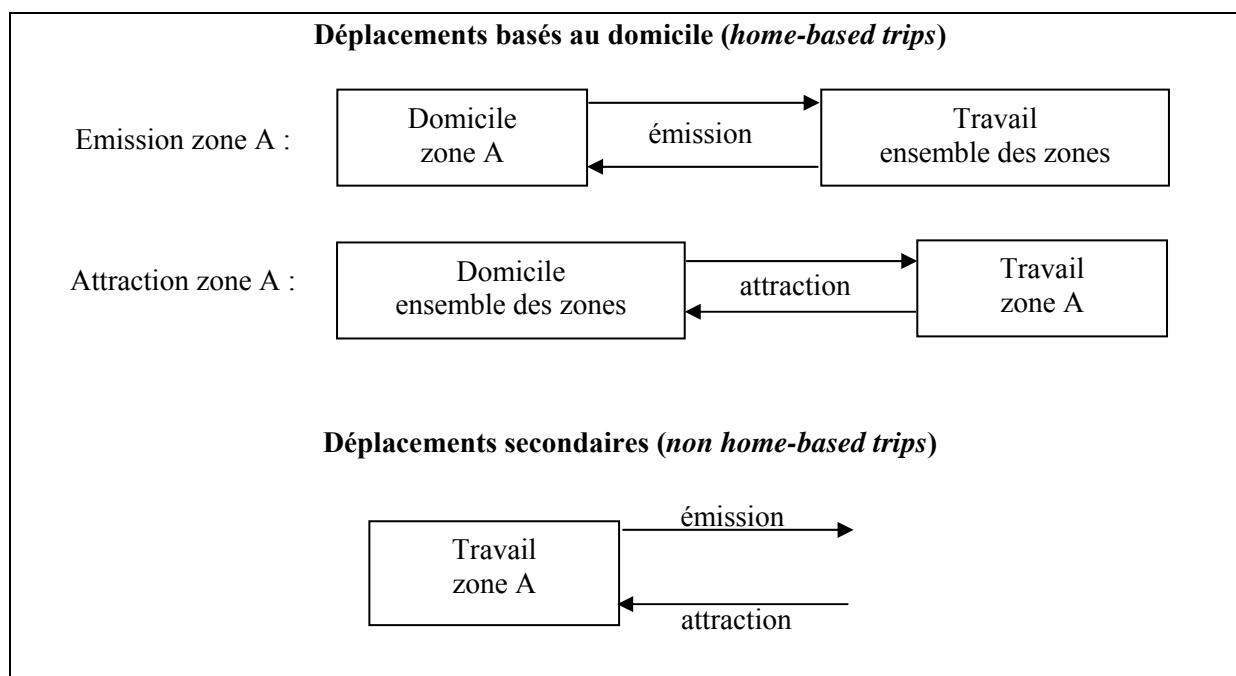 Déplacements basés au domicile (home-based trips)
Emission zone A :
Domicile
zone A
émission
Travail
ensemble des zones
Attraction zone A :
Domicile
ensemble des zones
attraction
Travail
zone A
Déplacements secondaires (non home-based trips)
Travail
zone A
émission
attraction